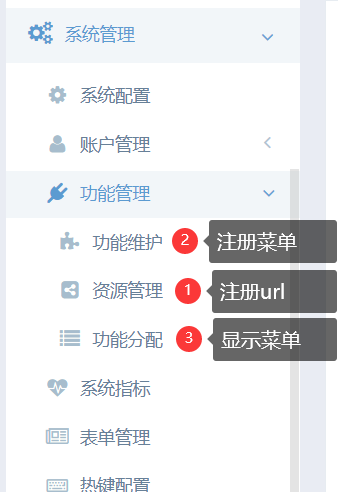 系统管理
系统配置
账户管理
功能管理
功能维护 2 注册菜单
资源管理 1 注册url
功能分配 3 显示菜单
系统指标
表单管理
热键配置